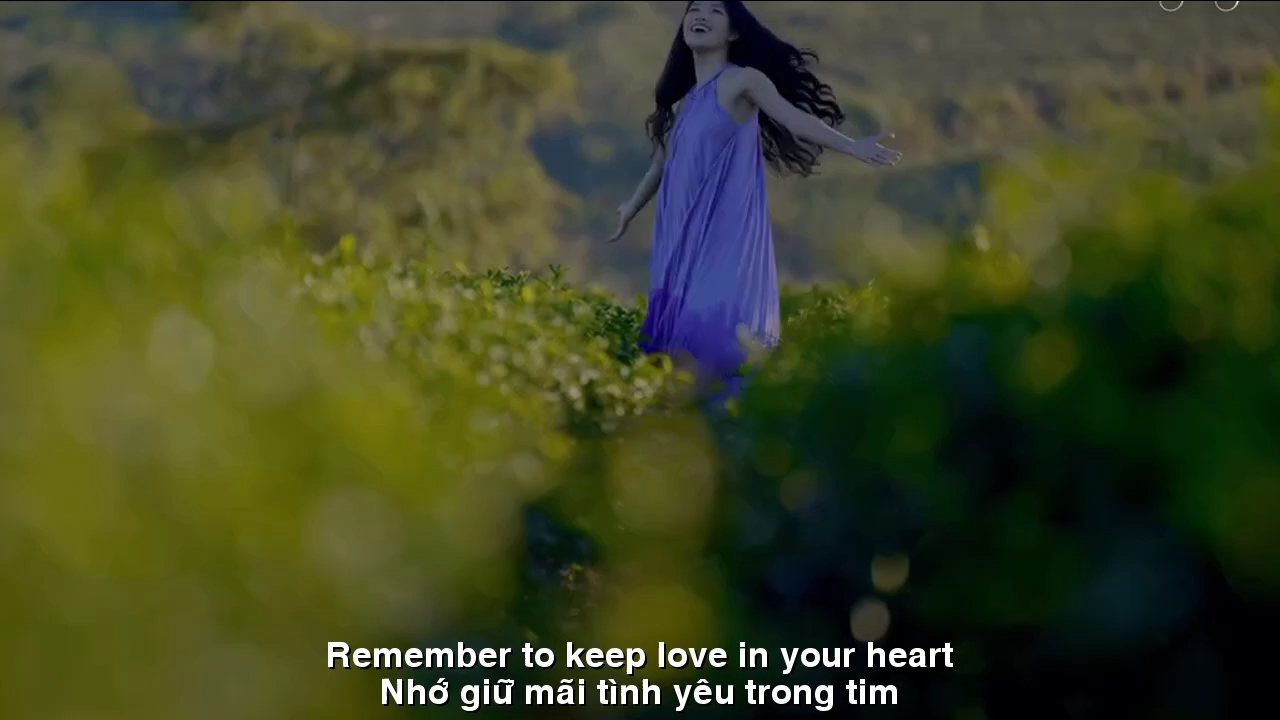 Remember to keep love in your heart
Nhớ giữ mãi tình yêu trong tim